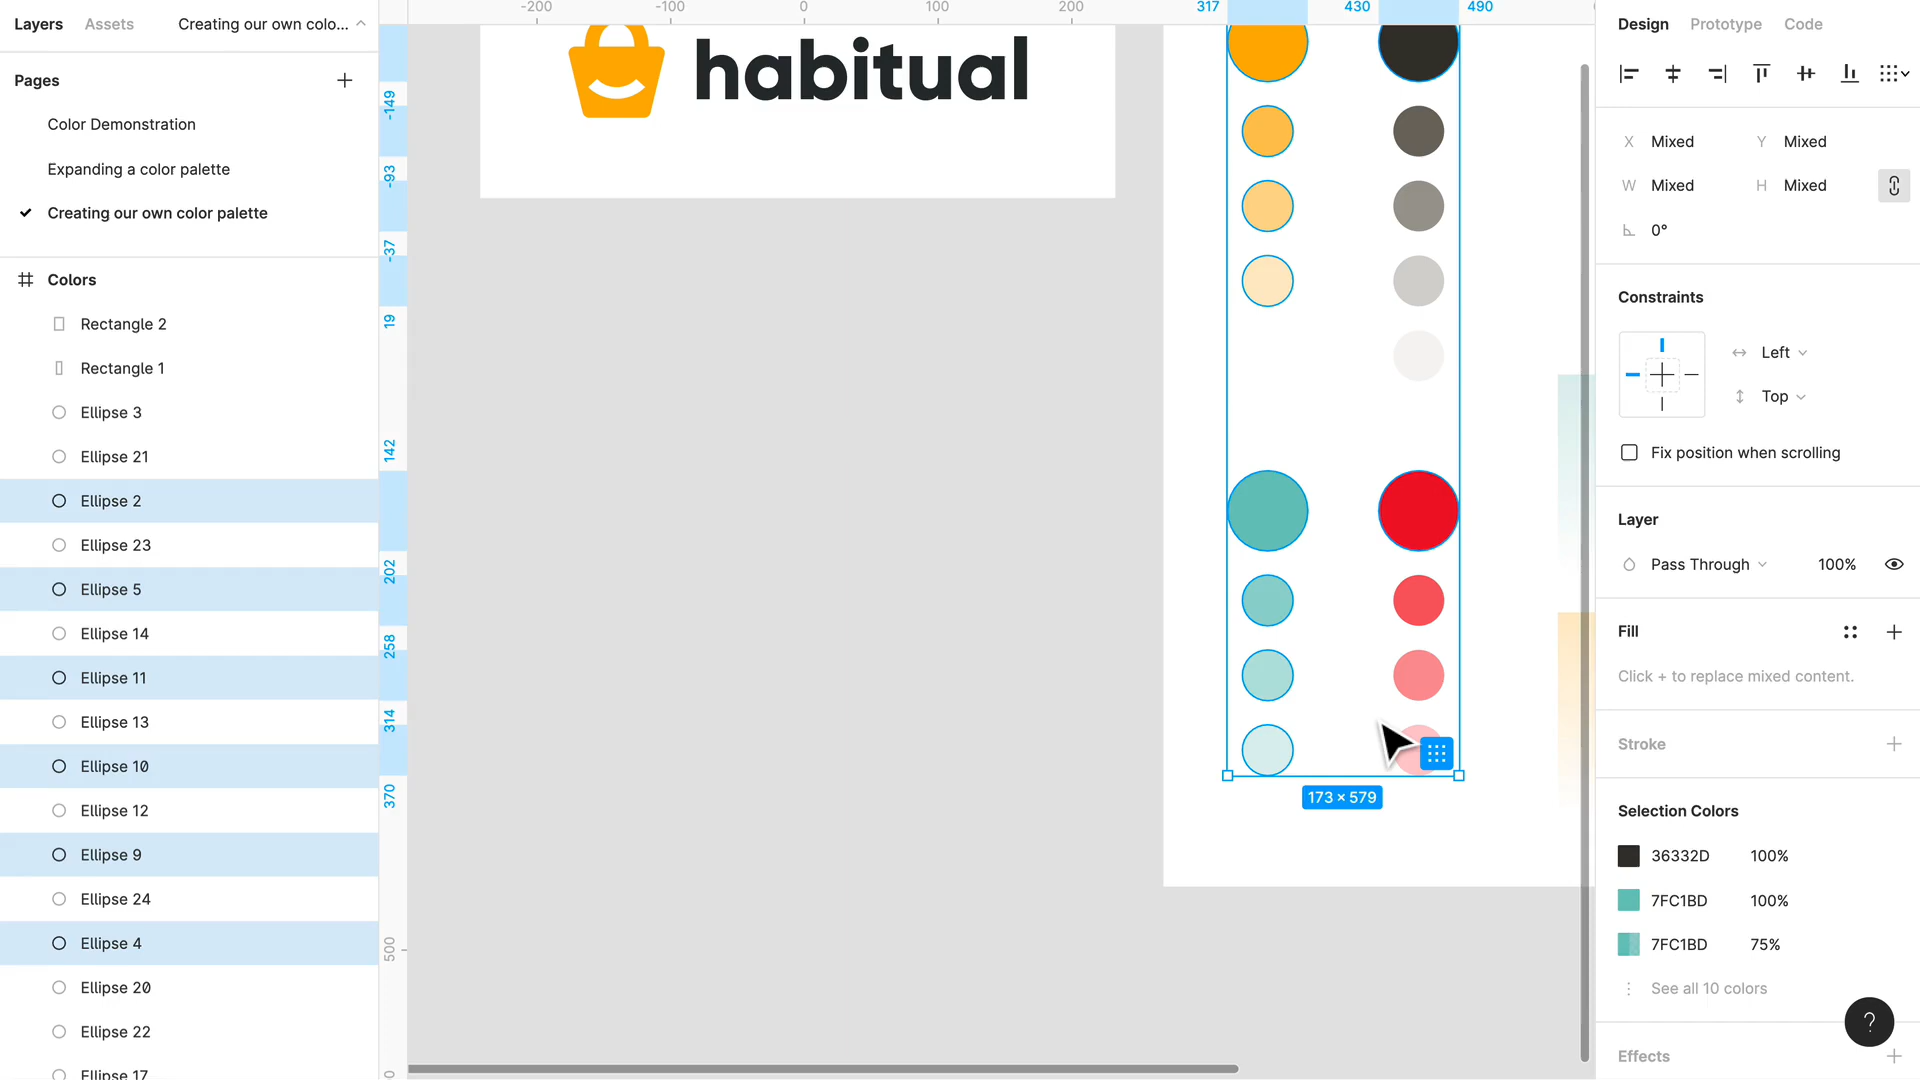 Layers
Assets
Creating our own colo...
Pages
Color Demonstration
Expanding a color palette
Creating our own color palette
Colors
Rectangle 2
Rectangle 1
Ellipse 3
Ellipse 21
Ellipse 2
Ellipse 23
Ellipse 5
Ellipse 14
Ellipse 11
Ellipse 13
Ellipse 10
Ellipse 12
Ellipse 9
Ellipse 24
Ellipse 4
Ellipse 20
Ellipse 22
Ellipse 17
-200
-100
0
100
200
317
430
490
-149
-93
-37
19
142
202
258
314
370
500
0
habitual
173 × 579
Design
Prototype
Code
X Mixed
Y Mixed
W Mixed
H Mixed
0°
Constraints
Left
Top
Fix position when scrolling
Layer
Pass Through
100%
Fill
Click + to replace mixed content.
Stroke
Selection Colors
36332D 100%
7FC1BD 100%
7FC1BD 75%
See all 10 colors
?
Effects